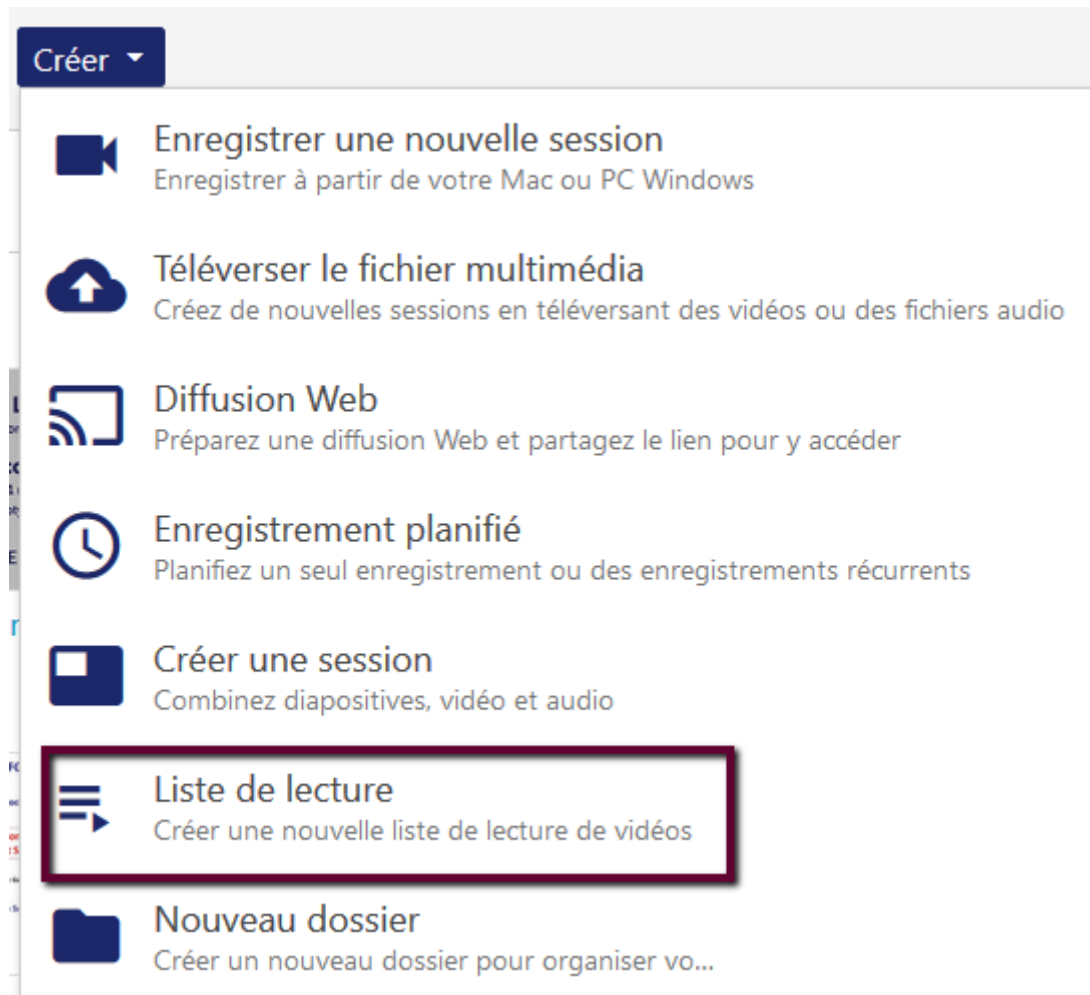 Créer
Enregistrer une nouvelle session
Enregistrer à partir de votre Mac ou PC Windows
Téléverser le fichier multimédia
Créez de nouvelles sessions en téléversant des vidéos ou des fichiers audio
Diffusion Web
Préparez une diffusion Web et partagez le lien pour y accéder
Enregistrement planifié
Planifiez un seul enregistrement ou des enregistrements récurrents
Créer une session
Combinez diapositives, vidéo et audio
Liste de lecture
Créer une nouvelle liste de lecture de vidéos
Nouveau dossier
Créer un nouveau dossier pour organiser vo...